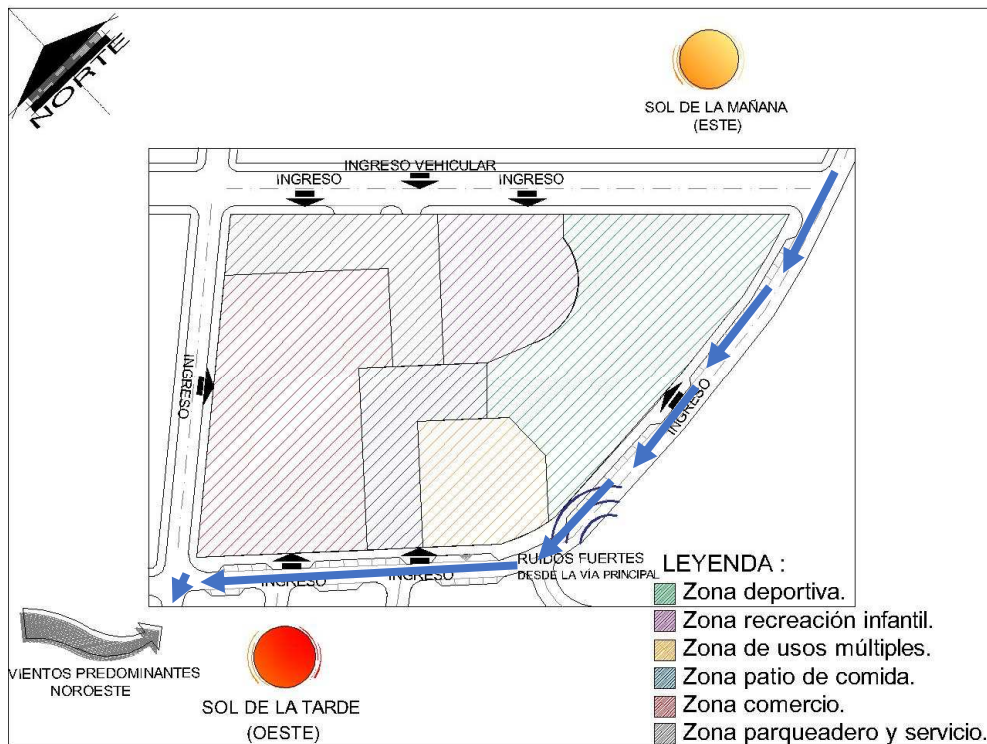 NORTE
SOL DE LA MAÑANA
(ESTE)
INGRESO VEHICULAR
INGRESO
INGRESO
INGRESO
INGRESO
RUIDOS FUERTES
DESDE LA VÍA PRINCIPAL
INGRESO
INGRESO
LEYENDA :
Zona deportiva.
Zona recreación infantil.
Zona de usos múltiples.
Zona patio de comida.
Zona comercio.
Zona parqueadero y servicio.
VIENTOS PREDOMINANTES
NOROESTE
SOL DE LA TARDE
(OESTE)